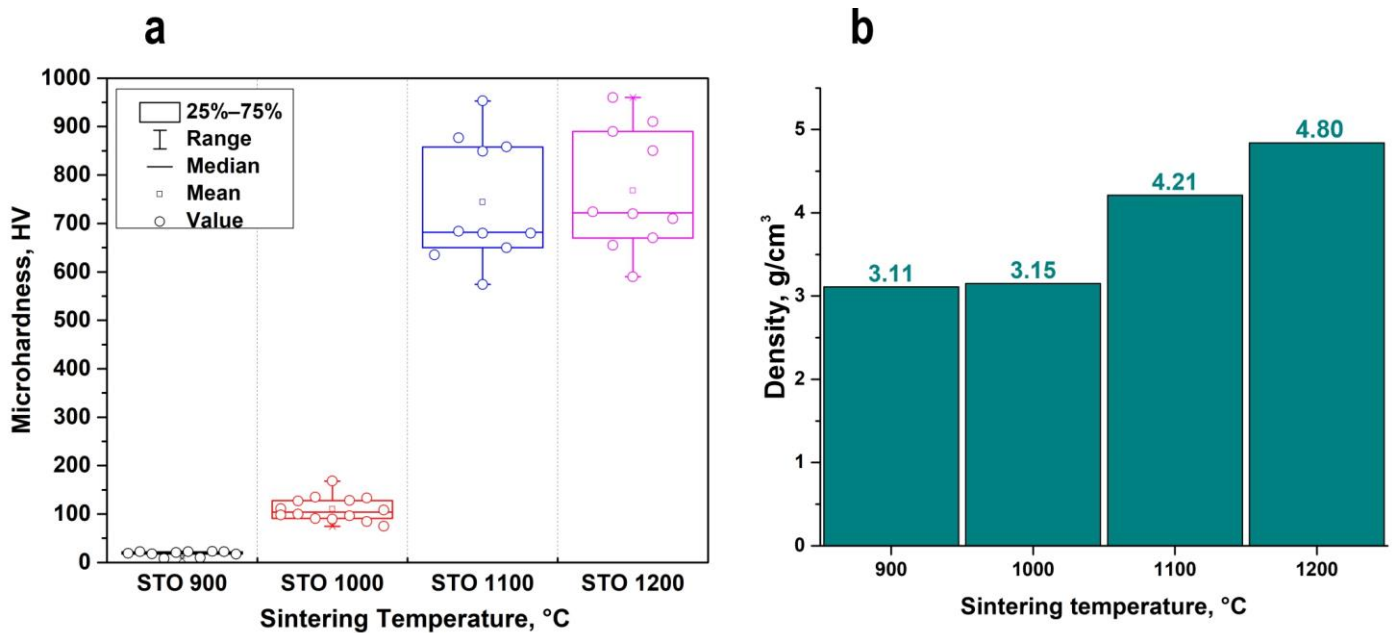 a
1000
900
800
700
600
500
400
300
200
100
0
Microhardness, HV
25%–75%
Range
Median
Mean
Value
STO 900
STO 1000
STO 1100
STO 1200
Sintering Temperature, °C
b
5
4
3
2
1
0
Density, g/cm³
3.11
3.15
4.21
4.80
900
1000
1100
1200
Sintering temperature, °C